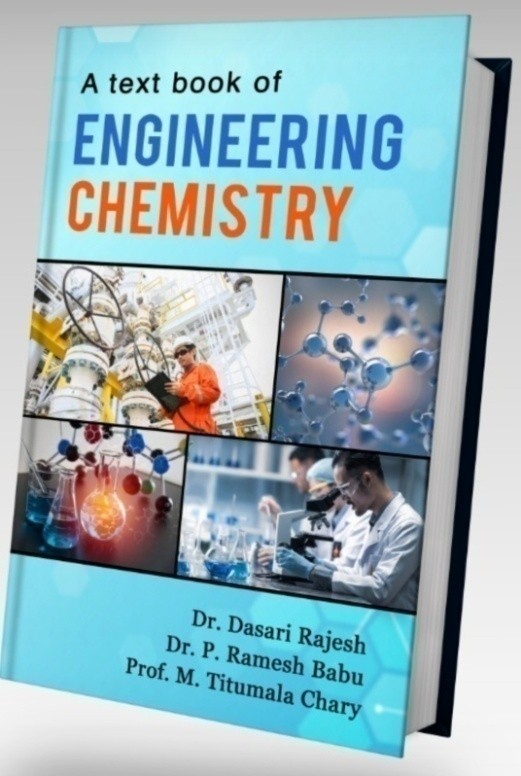 A text book of
ENGINEERING
CHEMISTRY
Dr. Dasari Rajesh
Dr. P. Ramesh Babu
Prof. M. Titumala Chary